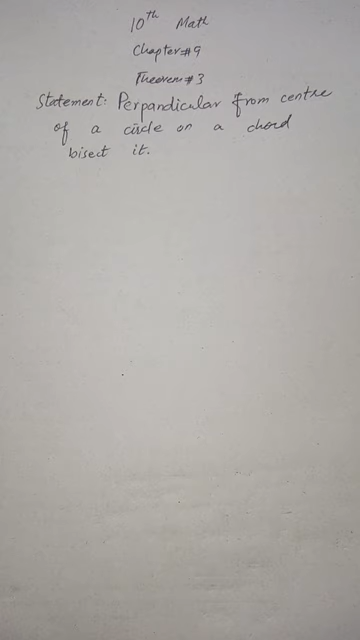 10th Math
Chapter#9
Theorem#3
Statement: Perpandicular from centre
of a circle on a chord
bisect it.